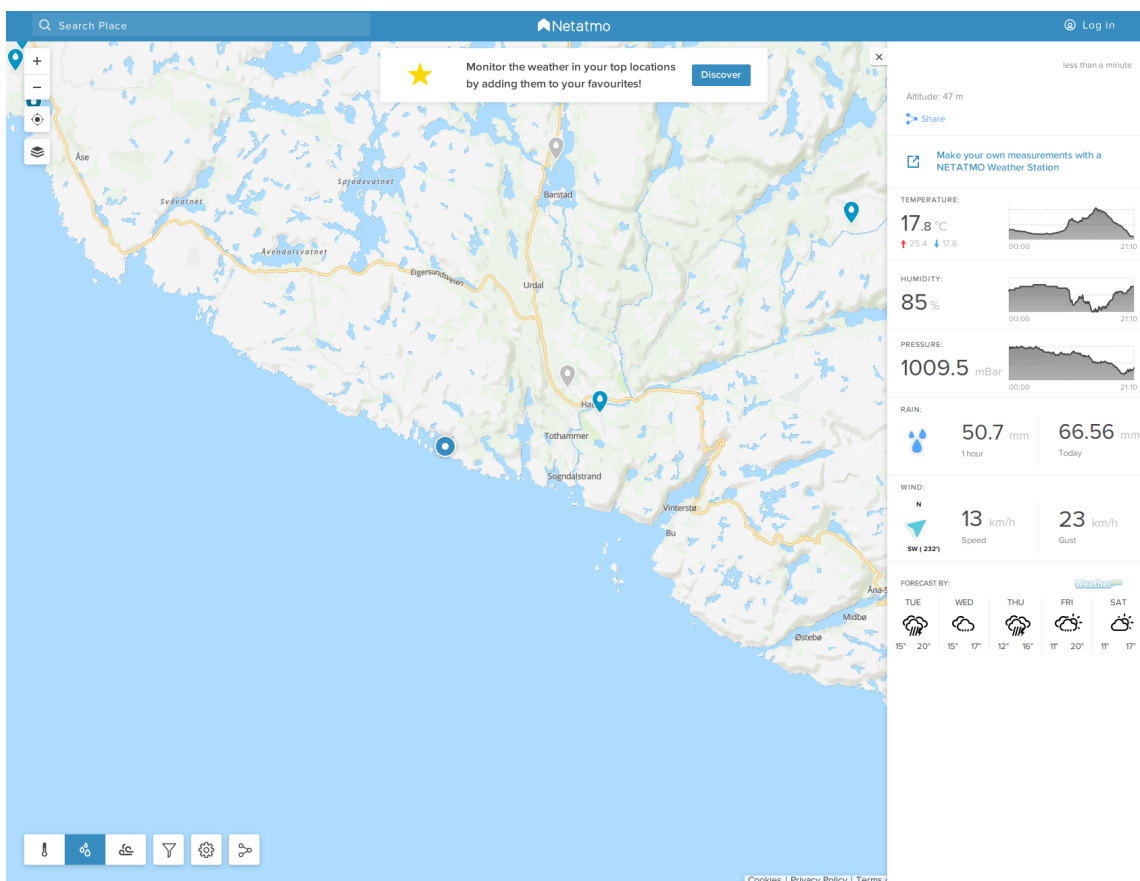 Search Place
Netatmo
Log in
Monitor the weather in your top locations
by adding them to your favourites!
Discover
+
−
Åse
Svåvatnet
Spjodevatnet
Åvendalsvatnet
Eigersundsveien
Barstad
Urdal
Tothammer
Sogndalstrand
Vinterstø
Bu
Midbø
Østebø
less than a minute
Altitude: 47 m
Share
Make your own measurements with a
NETATMO Weather Station
TEMPERATURE:
17.8 °C
25.4 17.8
00:00 21:10
HUMIDITY:
85 %
00:00 21:10
PRESSURE:
1009.5 mBar
00:00 21:10
RAIN:
50.7 mm 66.56 mm
1 hour Today
WIND:
N
13 km/h 23 km/h
Speed Gust
SW ( 232°)
FORECAST BY:
Weather
TUE WED THU FRI SAT
15° 20° 15° 17° 12° 16° 11° 20° 11° 17°
Cookies | Privacy Policy | Terms